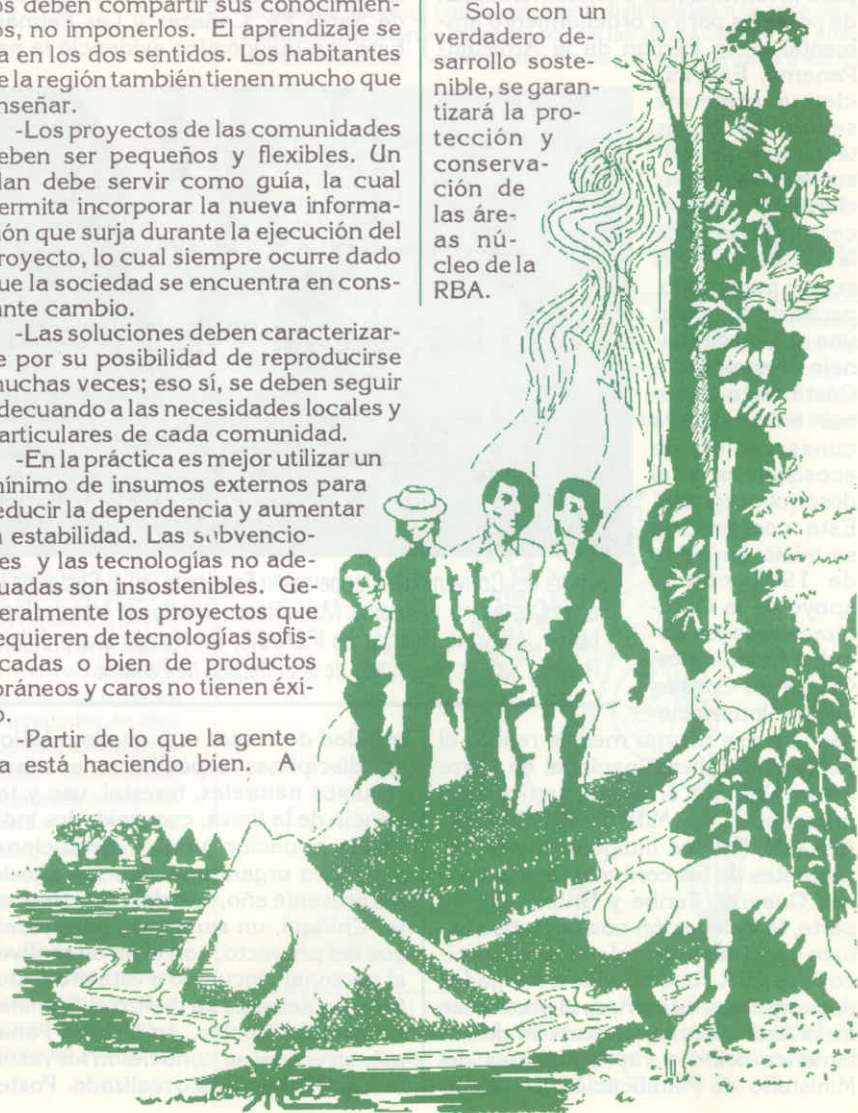 os deben compartir sus conocimien-
os, no imponerlos. El aprendizaje se
a en los dos sentidos. Los habitantes
e la región también tienen mucho que
nseñar.
-Los proyectos de las comunidades
eben ser pequeños y flexibles. Un
lan debe servir como guía, la cual
ermita incorporar la nueva informa-
ión que surja durante la ejecución del
royecto, lo cual siempre ocurre dado
ue la sociedad se encuentra en cons-
ante cambio.
-Las soluciones deben caracterizar-
e por su posibilidad de reproducirse
muchas veces; eso sí, se deben seguir
decuando a las necesidades locales y
articulares de cada comunidad.
-En la práctica es mejor utilizar un
mínimo de insumos externos para
educir la dependencia y aumentar
a estabilidad. Las subvencio-
es y las tecnologías no ade-
uadas son insostenibles. Ge-
eralmente los proyectos que
equieren de tecnologías sofis-
icadas o bien de productos
oráneos y caros no tienen éxi-
o.
-Partir de lo que la gente
a está haciendo bien. A
Solo con un
verdadero de-
sarrollo soste-
nible, se garan-
tizará la pro-
tección y
conserva-
ción de
las áre-
as nú-
cleo de la
RBA.